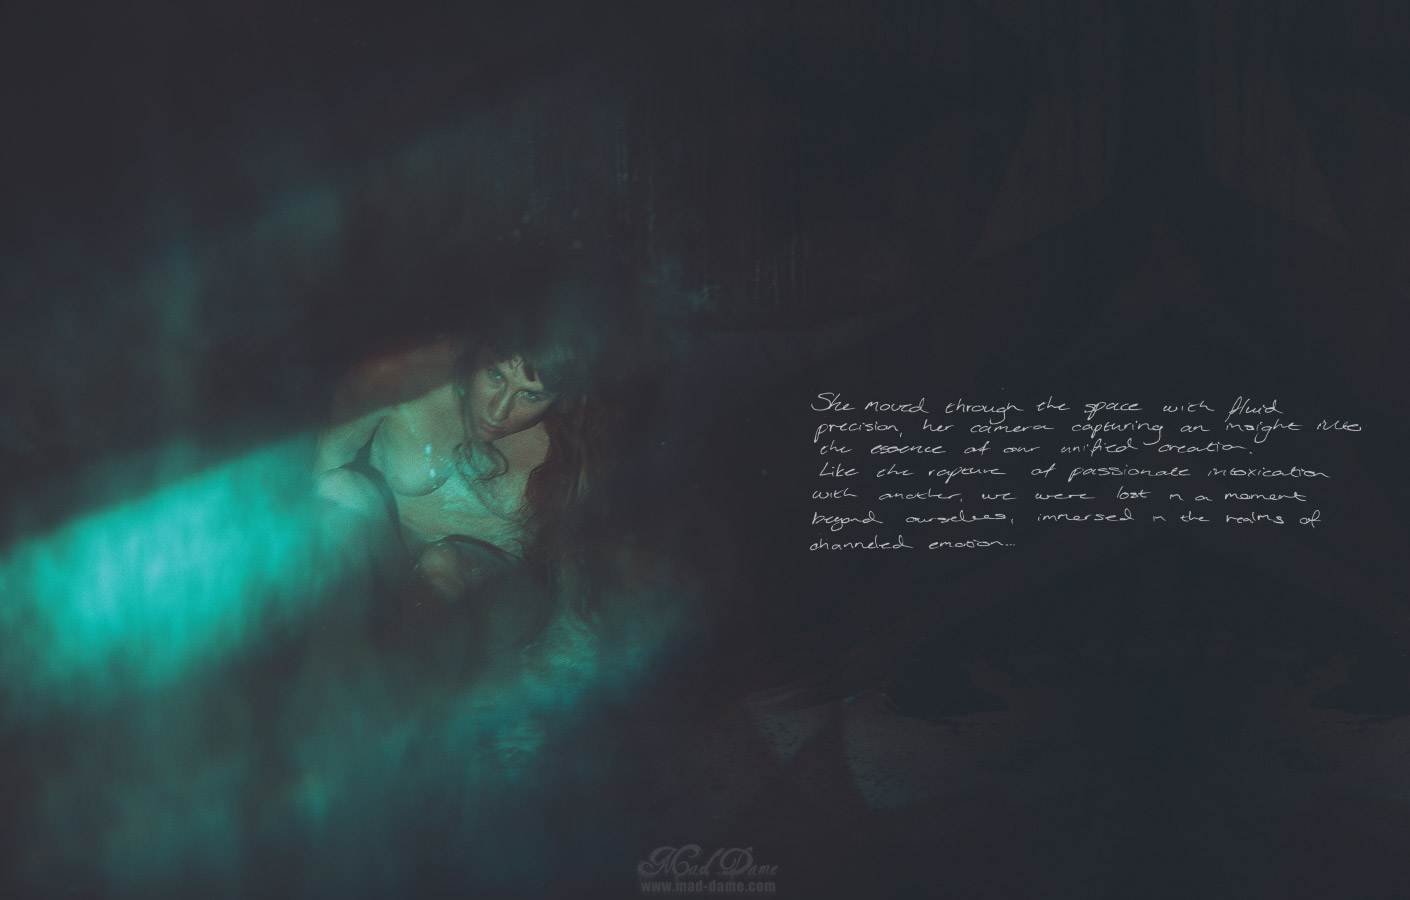 She moved through the space with fluid
precision, her camera capturing an insight into
the essence of our unified creation.
Like the rapture of passionate intoxication
with another, we were lost in a moment
beyond ourselves, immersed in the realms of
channeled emotion...
Mad Dame
www.mad-dame.com